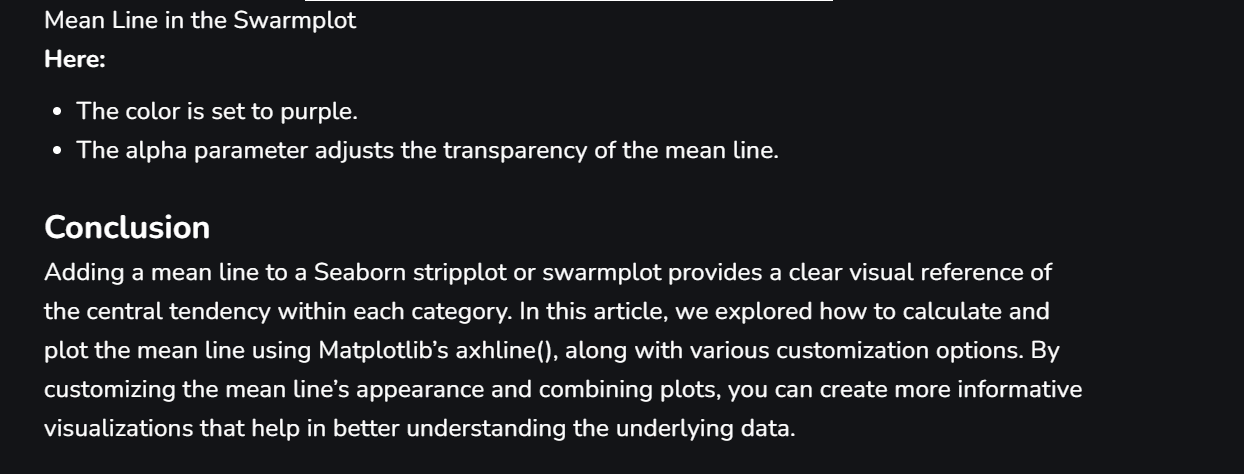 Mean Line in the Swarmplot
Here:
• The color is set to purple.
• The alpha parameter adjusts the transparency of the mean line.
Conclusion
Adding a mean line to a Seaborn stripplot or swarmplot provides a clear visual reference of
the central tendency within each category. In this article, we explored how to calculate and
plot the mean line using Matplotlib’s axhline(), along with various customization options. By
customizing the mean line’s appearance and combining plots, you can create more informative
visualizations that help in better understanding the underlying data.